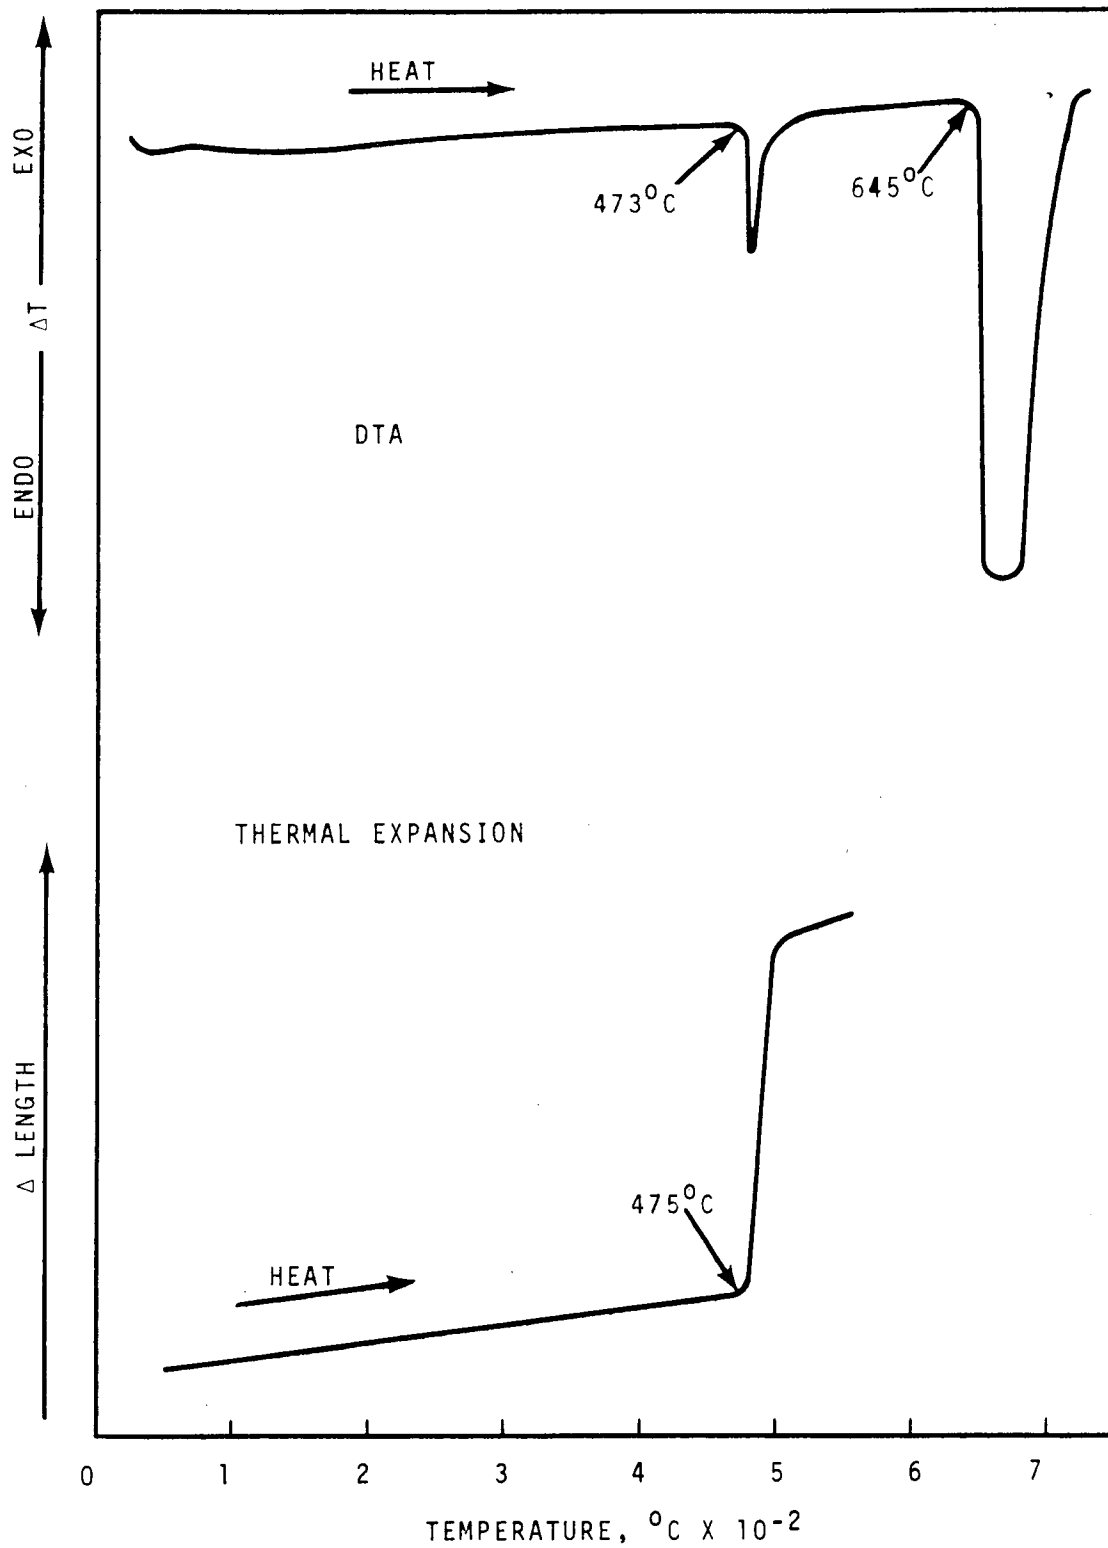 HEAT
EXO
473°C
645°C
ΔT
DTA
ENDO
THERMAL EXPANSION
Δ LENGTH
475°C
HEAT
0 1 2 3 4 5 6 7
TEMPERATURE, °C X 10⁻²